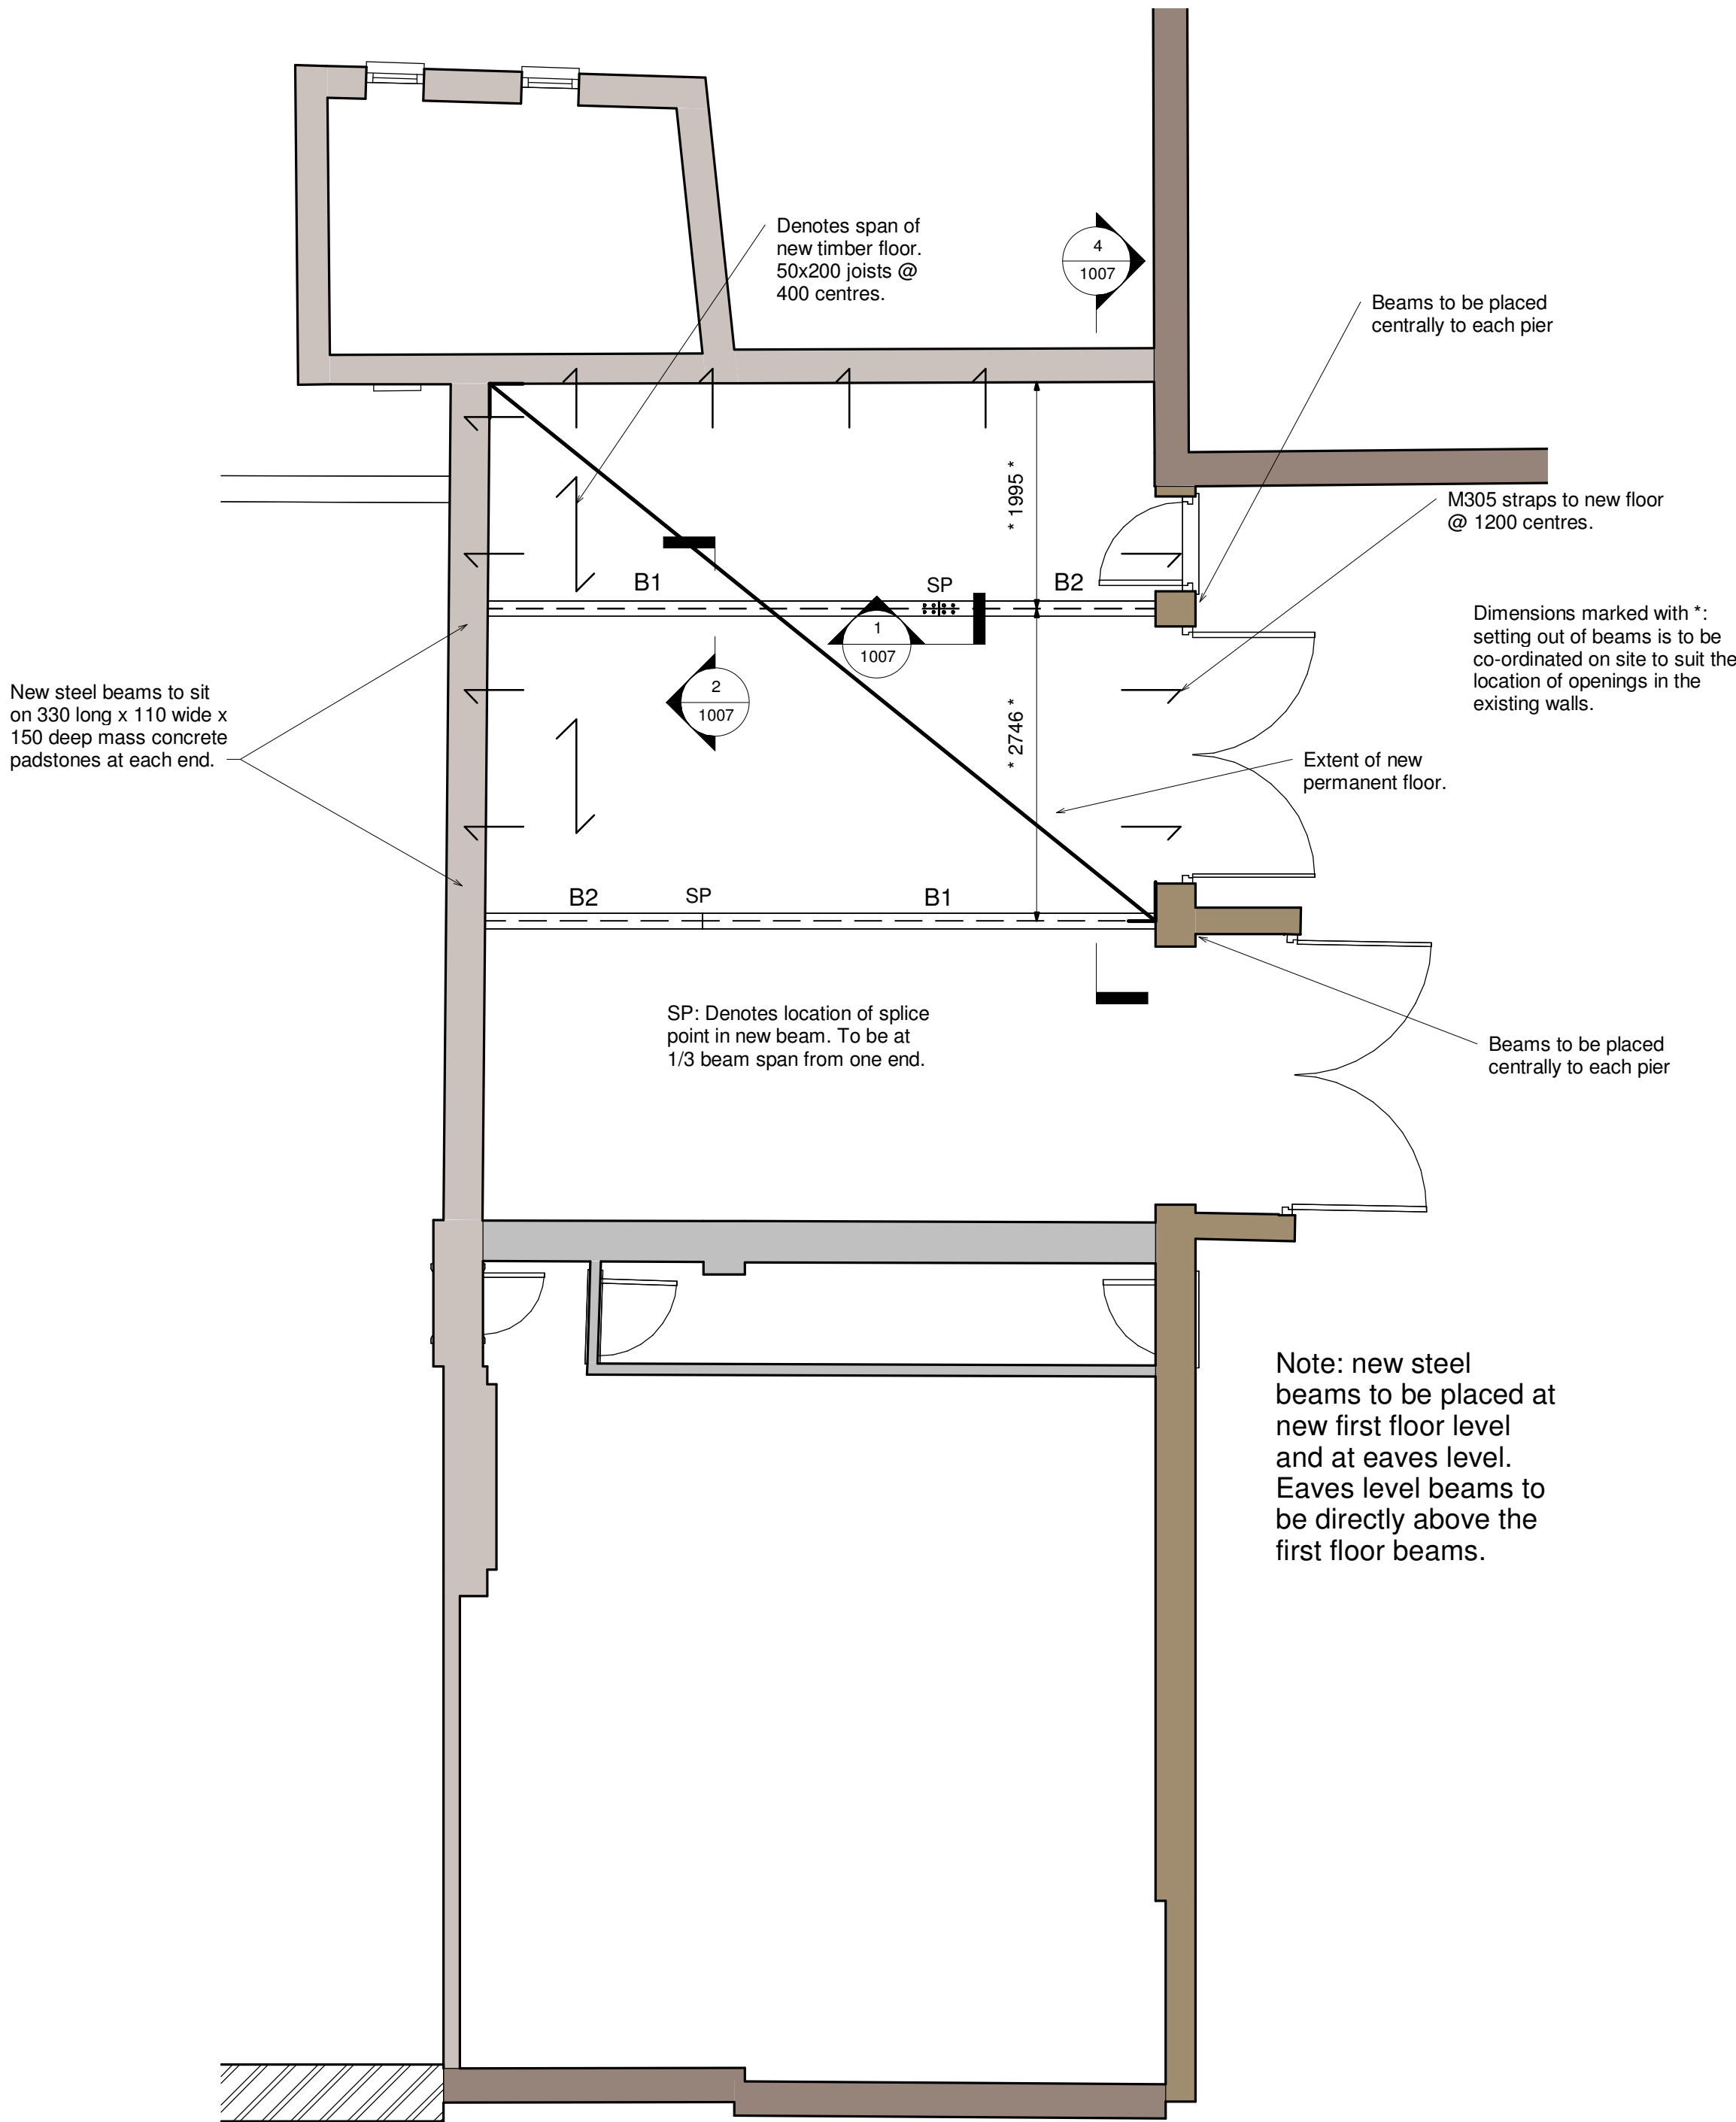 Denotes span of
new timber floor.
50x200 joists @
400 centres.
4
1007
Beams to be placed
centrally to each pier
* 1995 *
M305 straps to new floor
@ 1200 centres.
B1
SP
B2
1
1007
Dimensions marked with *:
setting out of beams is to be
co-ordinated on site to suit the
location of openings in the
existing walls.
New steel beams to sit
on 330 long x 110 wide x
150 deep mass concrete
padstones at each end.
2
1007
* 2746 *
Extent of new
permanent floor.
B2
SP
B1
SP: Denotes location of splice
point in new beam. To be at
1/3 beam span from one end.
Beams to be placed
centrally to each pier
Note: new steel
beams to be placed at
new first floor level
and at eaves level.
Eaves level beams to
be directly above the
first floor beams.